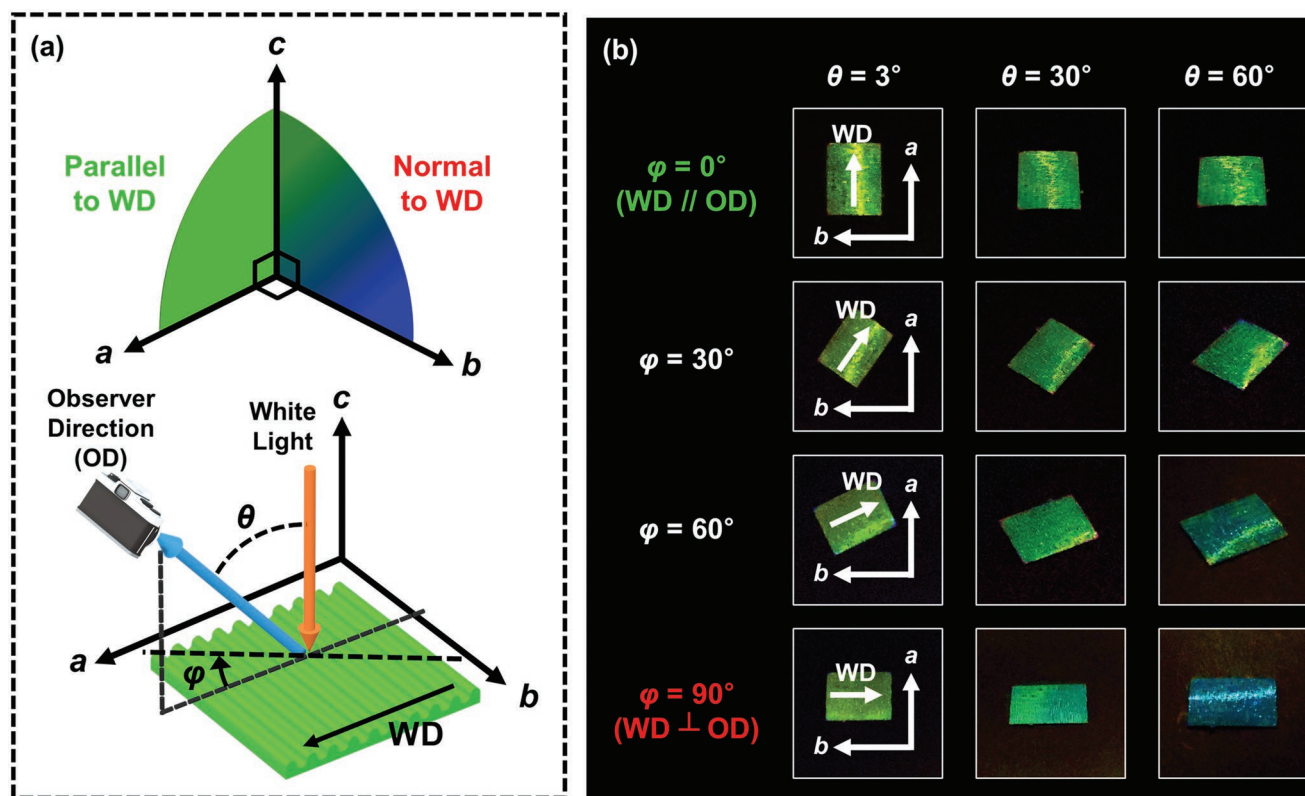 (a)
c
Parallel
to WD
Normal
to WD
a
b
Observer
Direction
(OD)
White
Light
c
θ
a
φ
b
WD
(b)
θ = 3°
θ = 30°
θ = 60°
φ = 0°
(WD // OD)
WD
a
b
φ = 30°
WD
a
b
φ = 60°
WD
a
b
φ = 90°
(WD ⊥ OD)
WD
a
b